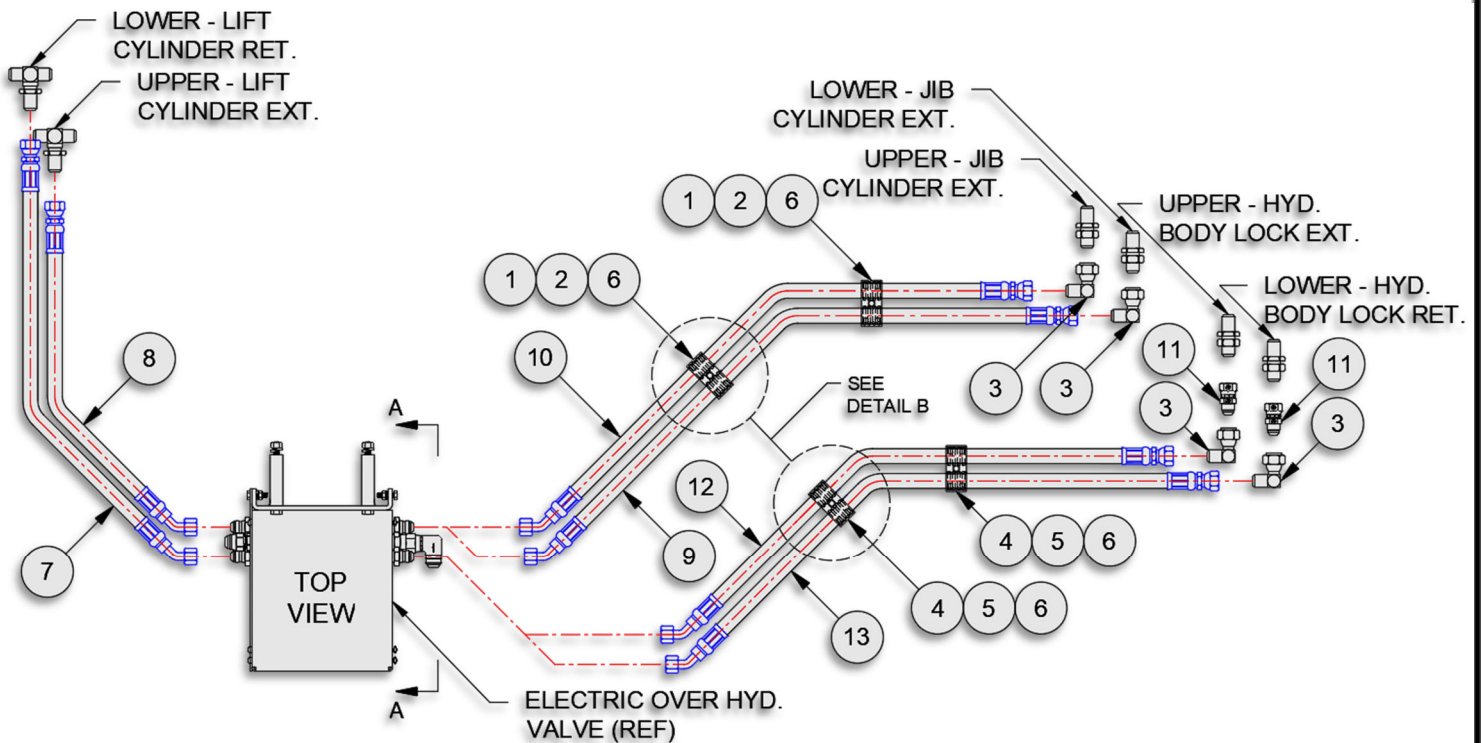 LOWER - LIFT
CYLINDER RET.
UPPER - LIFT
CYLINDER EXT.
LOWER - JIB
CYLINDER EXT.
UPPER - JIB
CYLINDER EXT.
UPPER - HYD.
BODY LOCK EXT.
LOWER - HYD.
BODY LOCK RET.
1 2 6
1 2 6
8
10
3 3
11
11
3
3
SEE
DETAIL B
A
7
12
9
4 5 6
4 5 6
13
TOP
VIEW
A
ELECTRIC OVER HYD.
VALVE (REF)